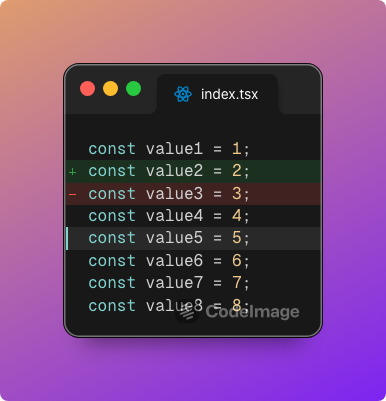 index.tsx
const value1 = 1;
+ const value2 = 2;
- const value3 = 3;
const value4 = 4;
const value5 = 5;
const value6 = 6;
const value7 = 7;
const value8 = 8;
CodeImage